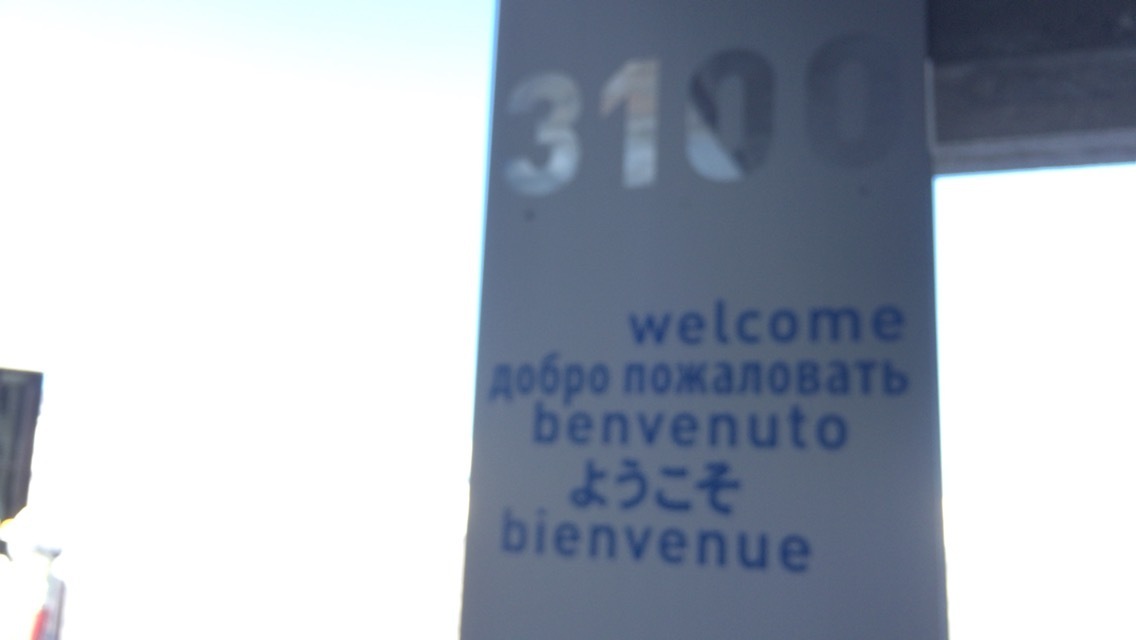 3100
welcome
добро пожаловать
benvenuto
ようこそ
bienvenue